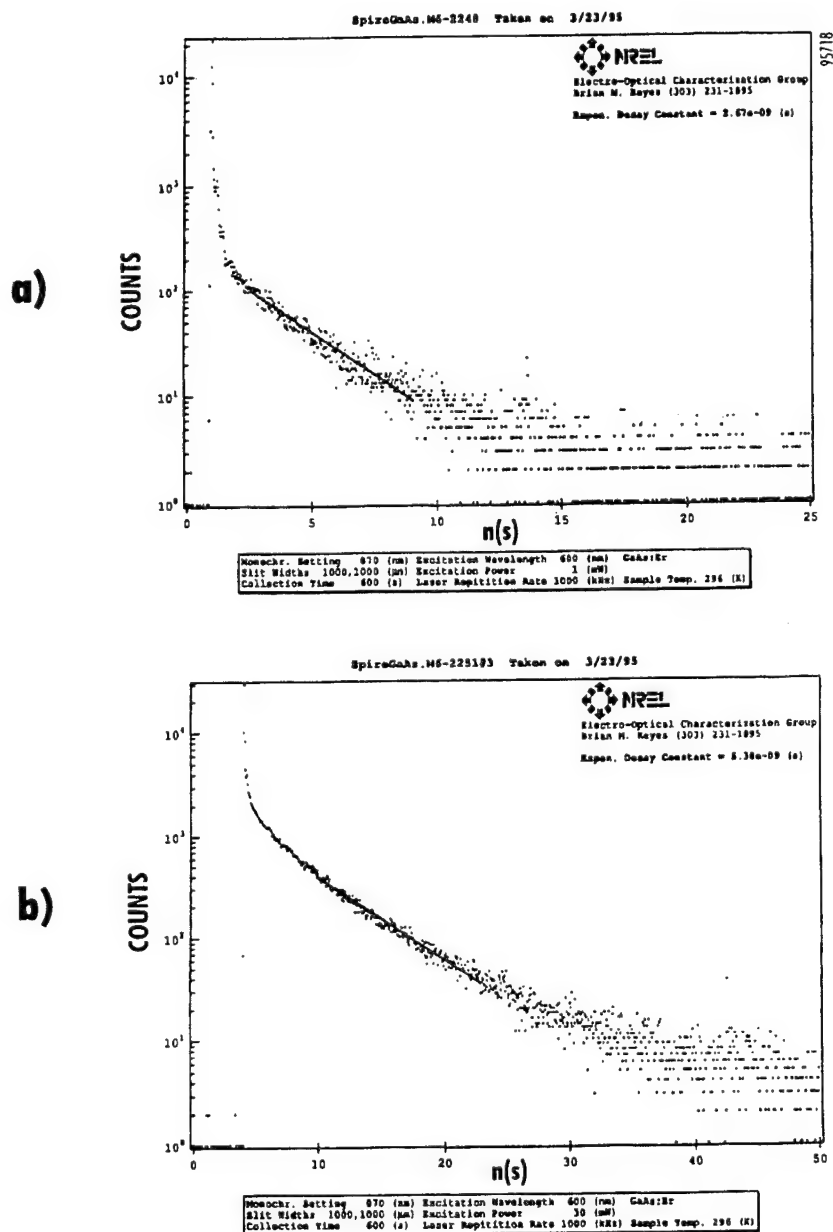 SpireGaAs.M6-2248 Taken on 3/23/95
95718
NREL
Electro-Optical Characterization Group
Brian M. Keyes (303) 231-1895
Expon. Decay Constant = 2.67e-09 (s)
a)
COUNTS
10⁴
10³
10²
10¹
10⁰
0 5 10 15 20 25
n(s)
Monochr. Setting 870 (nm) Excitation Wavelength 600 (nm) GaAs:Er
Slit Widths 1000,1000 (µm) Excitation Power 1 (mW)
Collection Time 600 (s) Laser Repitition Rate 1000 (kHz) Sample Temp. 296 (K)
SpireGaAs.M6-225183 Taken on 3/23/95
NREL
Electro-Optical Characterization Group
Brian M. Keyes (303) 231-1895
Expon. Decay Constant = 5.38e-09 (s)
b)
COUNTS
10⁴
10³
10²
10¹
10⁰
0 10 20 30 40 50
n(s)
Monochr. Setting 870 (nm) Excitation Wavelength 600 (nm) GaAs:Er
Slit Widths 1000,1000 (µm) Excitation Power 30 (mW)
Collection Time 600 (s) Laser Repitition Rate 1000 (kHz) Sample Temp. 296 (K)